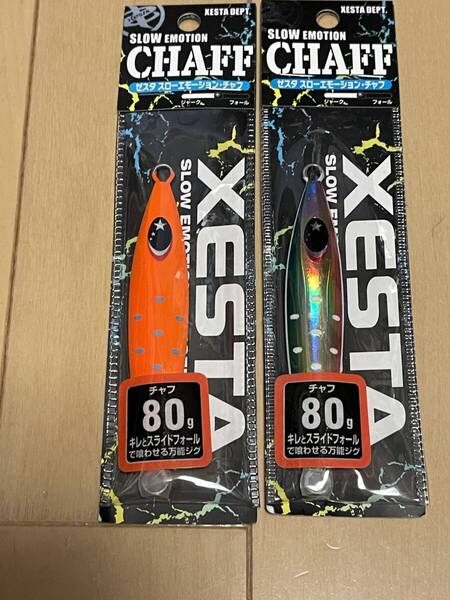 XESTA DEPT.
SLOW EMOTION
CHAFF
ゼスタ スローエモーション・チャフ
ジャーク
フォール
XESTA
SLOW EMOTI
チャフ
80g
キレとスライドフォール
で喰わせる万能ジグ
XESTA DEPT.
SLOW EMOTION
CHAFF
ゼスタ スローエモーション・チャフ
ジャーク
フォール
XESTA
SLOW EM
チャフ
80g
キレとスライドフォール
で喰わせる万能ジグ